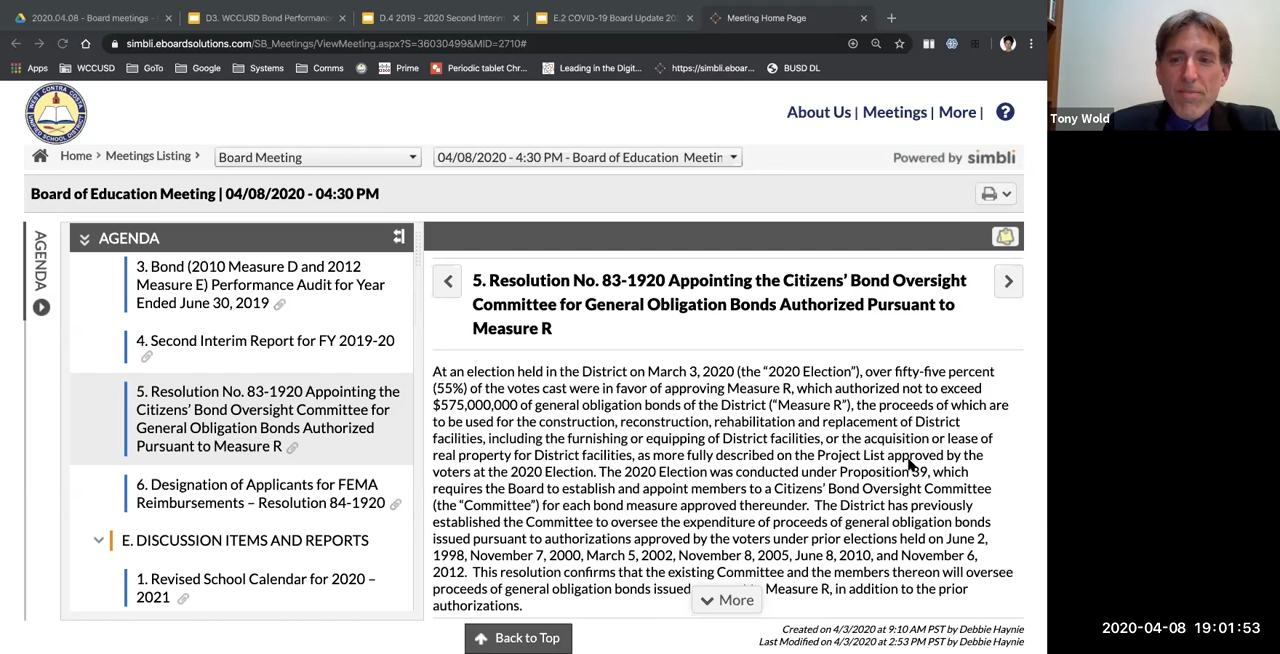 2020.04.08 - Board meetings -
D3. WCCUSD Bond Performanc
D.4 2019 - 2020 Second Interim
E.2 COVID-19 Board Update 202
Meeting Home Page
simbli.eboardsolutions.com/SB_Meetings/ViewMeeting.aspx?S=36030499&MID=2710#
Apps WCCUSD GoTo Google Systems Comms Prime Periodic tablet Chr... Leading in the Digit... https://simbli.eboar... BUSD DL
Tony Wold
WEST CONTRA COSTA
UNIFIED SCHOOL DISTRICT
About Us | Meetings | More | ?
Home > Meetings Listing > Board Meeting 04/08/2020 - 4:30 PM - Board of Education Meetin
Powered by simbli
Board of Education Meeting | 04/08/2020 - 04:30 PM
AGENDA
AGENDA
3. Bond (2010 Measure D and 2012
Measure E) Performance Audit for Year
Ended June 30, 2019
4. Second Interim Report for FY 2019-20
5. Resolution No. 83-1920 Appointing the
Citizens' Bond Oversight Committee for
General Obligation Bonds Authorized
Pursuant to Measure R
6. Designation of Applicants for FEMA
Reimbursements – Resolution 84-1920
E. DISCUSSION ITEMS AND REPORTS
1. Revised School Calendar for 2020 –
2021
5. Resolution No. 83-1920 Appointing the Citizens' Bond Oversight
Committee for General Obligation Bonds Authorized Pursuant to
Measure R
At an election held in the District on March 3, 2020 (the "2020 Election"), over fifty-five percent
(55%) of the votes cast were in favor of approving Measure R, which authorized not to exceed
$575,000,000 of general obligation bonds of the District ("Measure R"), the proceeds of which are
to be used for the construction, reconstruction, rehabilitation and replacement of District
facilities, including the furnishing or equipping of District facilities, or the acquisition or lease of
real property for District facilities, as more fully described on the Project List approved by the
voters at the 2020 Election. The 2020 Election was conducted under Proposition 39, which
requires the Board to establish and appoint members to a Citizens' Bond Oversight Committee
(the "Committee") for each bond measure approved thereunder. The District has previously
established the Committee to oversee the expenditure of proceeds of general obligation bonds
issued pursuant to authorizations approved by the voters under prior elections held on June 2,
1998, November 7, 2000, March 5, 2002, November 8, 2005, June 8, 2010, and November 6,
2012. This resolution confirms that the existing Committee and the members thereon will oversee
proceeds of general obligation bonds issued Measure R, in addition to the prior
authorizations.
More
Back to Top
Created on 4/3/2020 at 9:10 AM PST by Debbie Haynie
Last Modified on 4/3/2020 at 2:53 PM PST by Debbie Haynie
2020-04-08 19:01:53